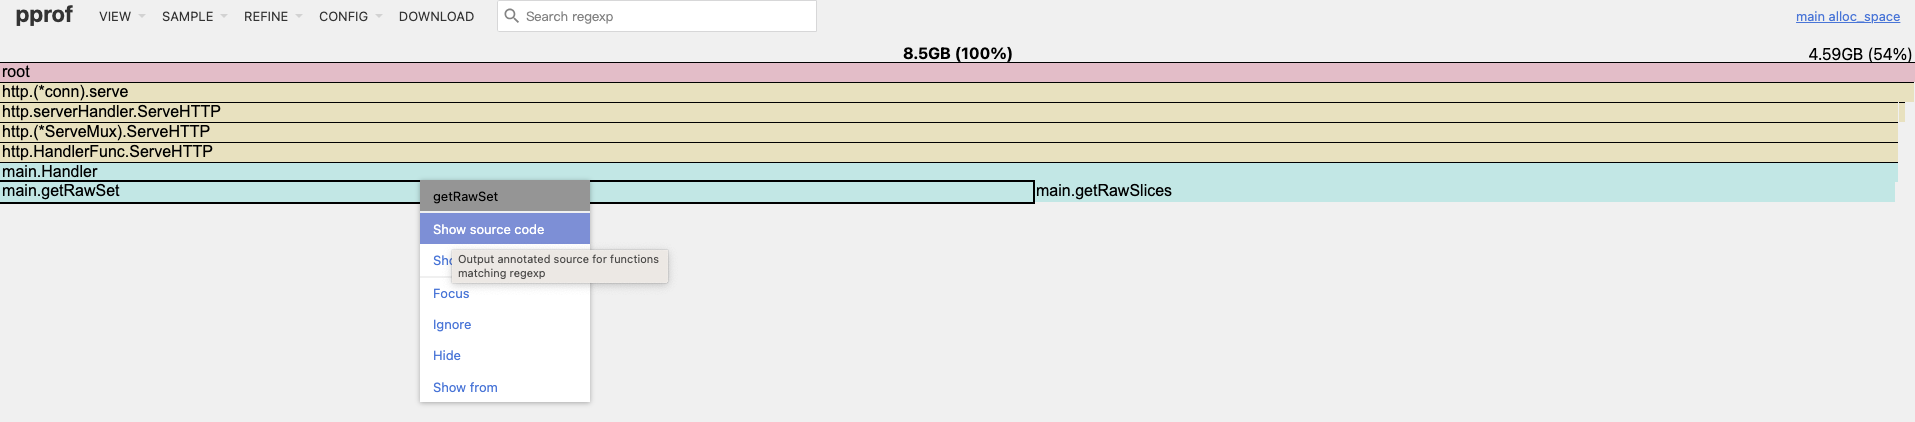 pprof VIEW SAMPLE REFINE CONFIG DOWNLOAD Search regexp main alloc_space
8.5GB (100%) 4.59GB (54%)
root
http.(*conn).serve
http.serverHandler.ServeHTTP
http.(*ServeMux).ServeHTTP
http.HandlerFunc.ServeHTTP
main.Handler
main.getRawSet main.getRawSlices
getRawSet
Show source code
Output annotated source for functions
matching regexp
Focus
Ignore
Hide
Show from